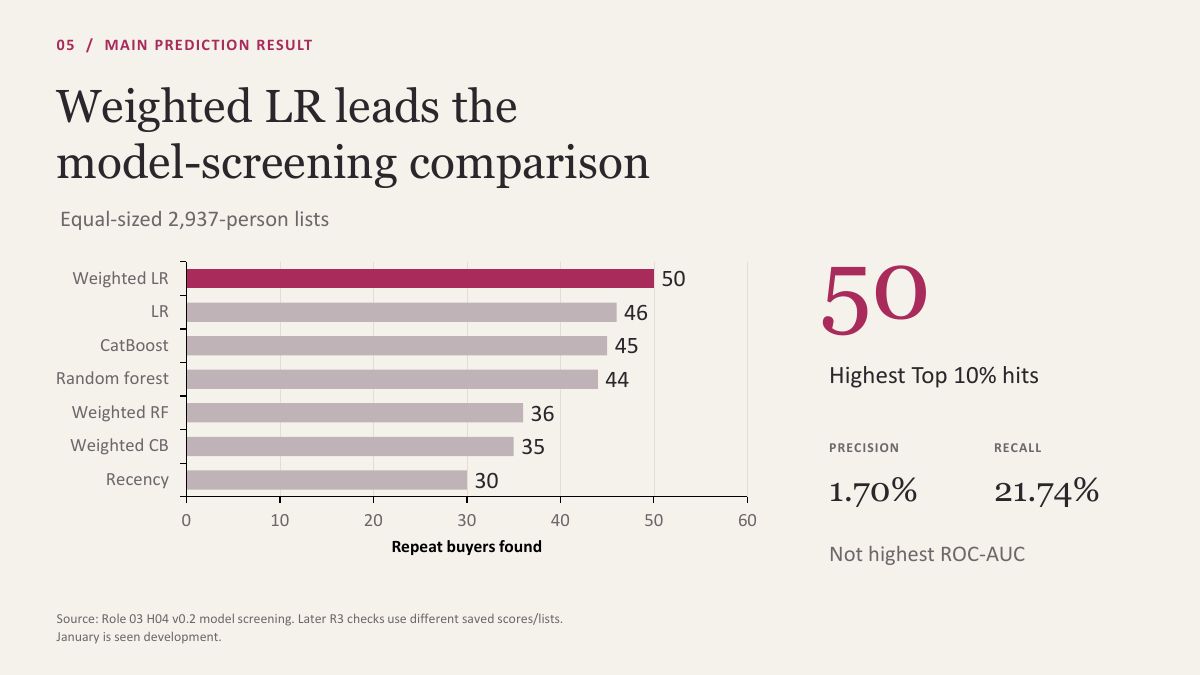 05 / MAIN PREDICTION RESULT
Weighted LR leads the
model-screening comparison
Equal-sized 2,937-person lists
Weighted LR 50
LR 46
CatBoost 45
Random forest 44
Weighted RF 36
Weighted CB 35
Recency 30
0 10 20 30 40 50 60
Repeat buyers found
50
Highest Top 10% hits
PRECISION RECALL
1.70% 21.74%
Not highest ROC-AUC
Source: Role 03 H04 v0.2 model screening. Later R3 checks use different saved scores/lists.
January is seen development.